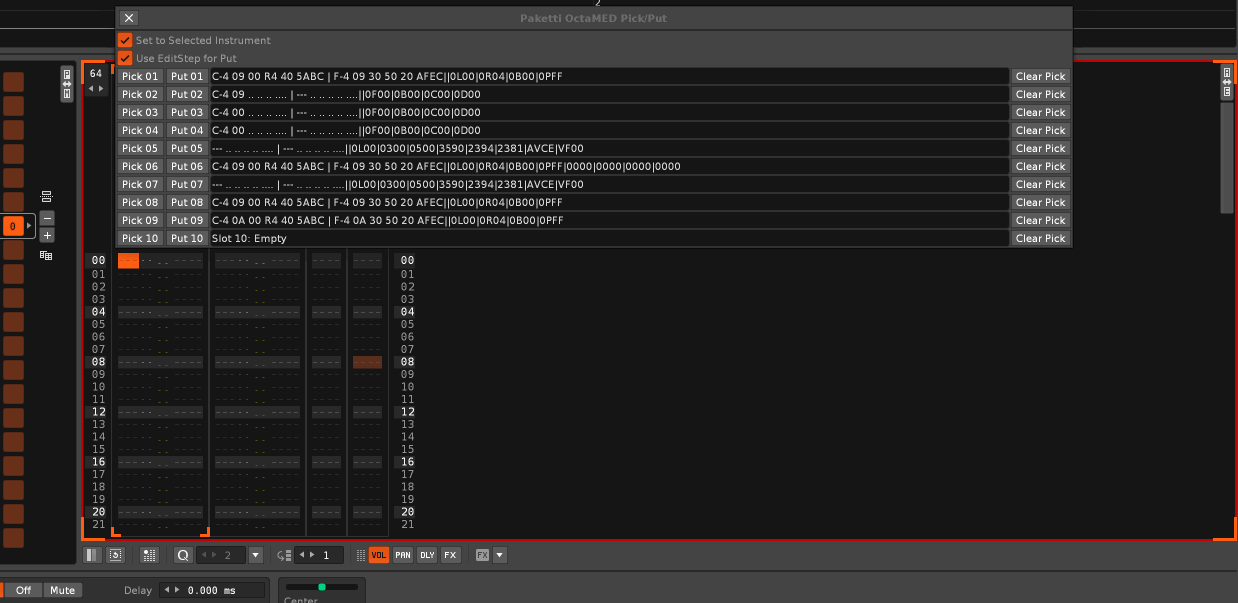 2
Paketti OctaMED Pick/Put
Set to Selected Instrument
Use EditStep for Put
64
Pick 01 Put 01 C-4 09 00 R4 40 5ABC | F-4 09 30 50 20 AFEC||0L00|0R04|0B00|0PFF Clear Pick
Pick 02 Put 02 C-4 09 .. .. .. .... | --- .. .. .. .. ....||0F00|0B00|0C00|0D00 Clear Pick
Pick 03 Put 03 C-4 00 .. .. .. .... | --- .. .. .. .. ....||0F00|0B00|0C00|0D00 Clear Pick
Pick 04 Put 04 C-4 00 .. .. .. .... | --- .. .. .. .. ....||0F00|0B00|0C00|0D00 Clear Pick
Pick 05 Put 05 --- .. .. .. .. .... | --- .. .. .. .. ....||0L00|0300|0500|3590|2394|2381|AVCE|VF00 Clear Pick
Pick 06 Put 06 C-4 09 00 R4 40 5ABC | F-4 09 30 50 20 AFEC||0L00|0R04|0B00|0PFF|0000|0000|0000|0000 Clear Pick
Pick 07 Put 07 --- .. .. .. .. .... | --- .. .. .. .. ....||0L00|0300|0500|3590|2394|2381|AVCE|VF00 Clear Pick
Pick 08 Put 08 C-4 09 00 R4 40 5ABC | F-4 09 30 50 20 AFEC||0L00|0R04|0B00|0PFF Clear Pick
Pick 09 Put 09 C-4 0A 00 R4 40 5ABC | F-4 0A 30 50 20 AFEC||0L00|0R04|0B00|0PFF Clear Pick
Pick 10 Put 10 Slot 10: Empty Clear Pick
0
00 00
01 01
02 02
03 03
04 04
05 05
06 06
07 07
08 08
09 09
10 10
11 11
12 12
13 13
14 14
15 15
16 16
17 17
18 18
19 19
20 20
21 21
Q 2 1 VOL PAN DLY FX FX
Off Mute Delay 0.000 ms
Center